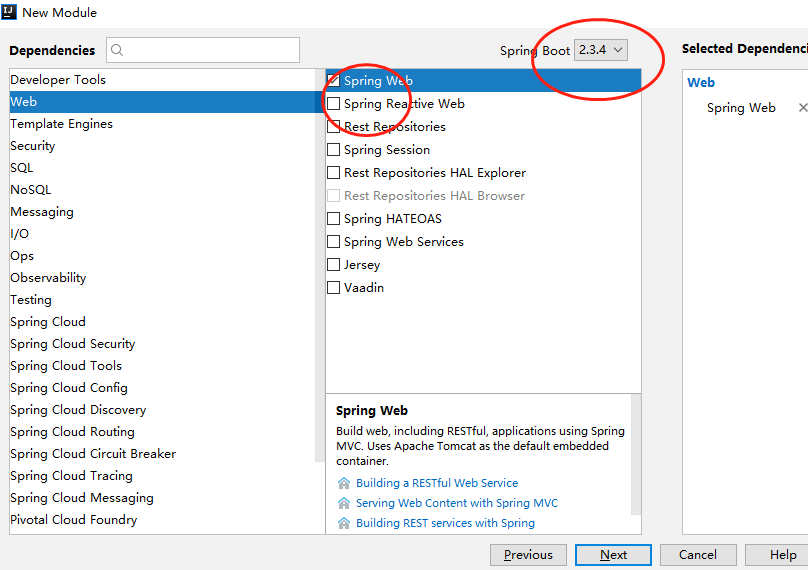 New Module
Dependencies
Spring Boot 2.3.4
Selected Dependenci
Developer Tools
Web
Template Engines
Security
SQL
NoSQL
Messaging
I/O
Ops
Observability
Testing
Spring Cloud
Spring Cloud Security
Spring Cloud Tools
Spring Cloud Config
Spring Cloud Discovery
Spring Cloud Routing
Spring Cloud Circuit Breaker
Spring Cloud Tracing
Spring Cloud Messaging
Pivotal Cloud Foundry
Spring Web
Spring Reactive Web
Rest Repositories
Spring Session
Rest Repositories HAL Explorer
Rest Repositories HAL Browser
Spring HATEOAS
Spring Web Services
Jersey
Vaadin
Spring Web
Build web, including RESTful, applications using Spring
MVC. Uses Apache Tomcat as the default embedded
container.
Building a RESTful Web Service
Serving Web Content with Spring MVC
Building REST services with Spring
Web
Spring Web
Previous
Next
Cancel
Help